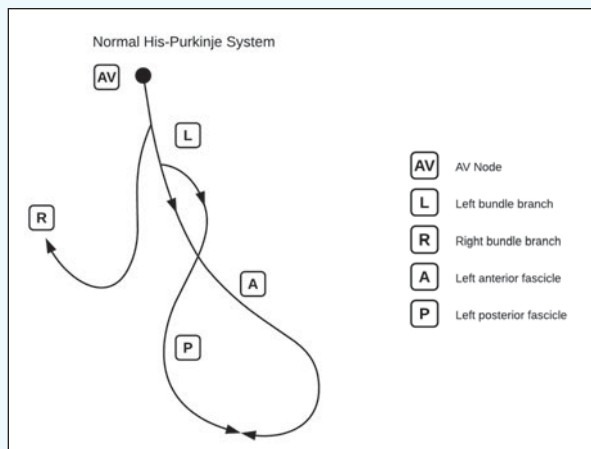 Normal His-Purkinje System
AV
L
R
A
P
AV AV Node
L Left bundle branch
R Right bundle branch
A Left anterior fascicle
P Left posterior fascicle